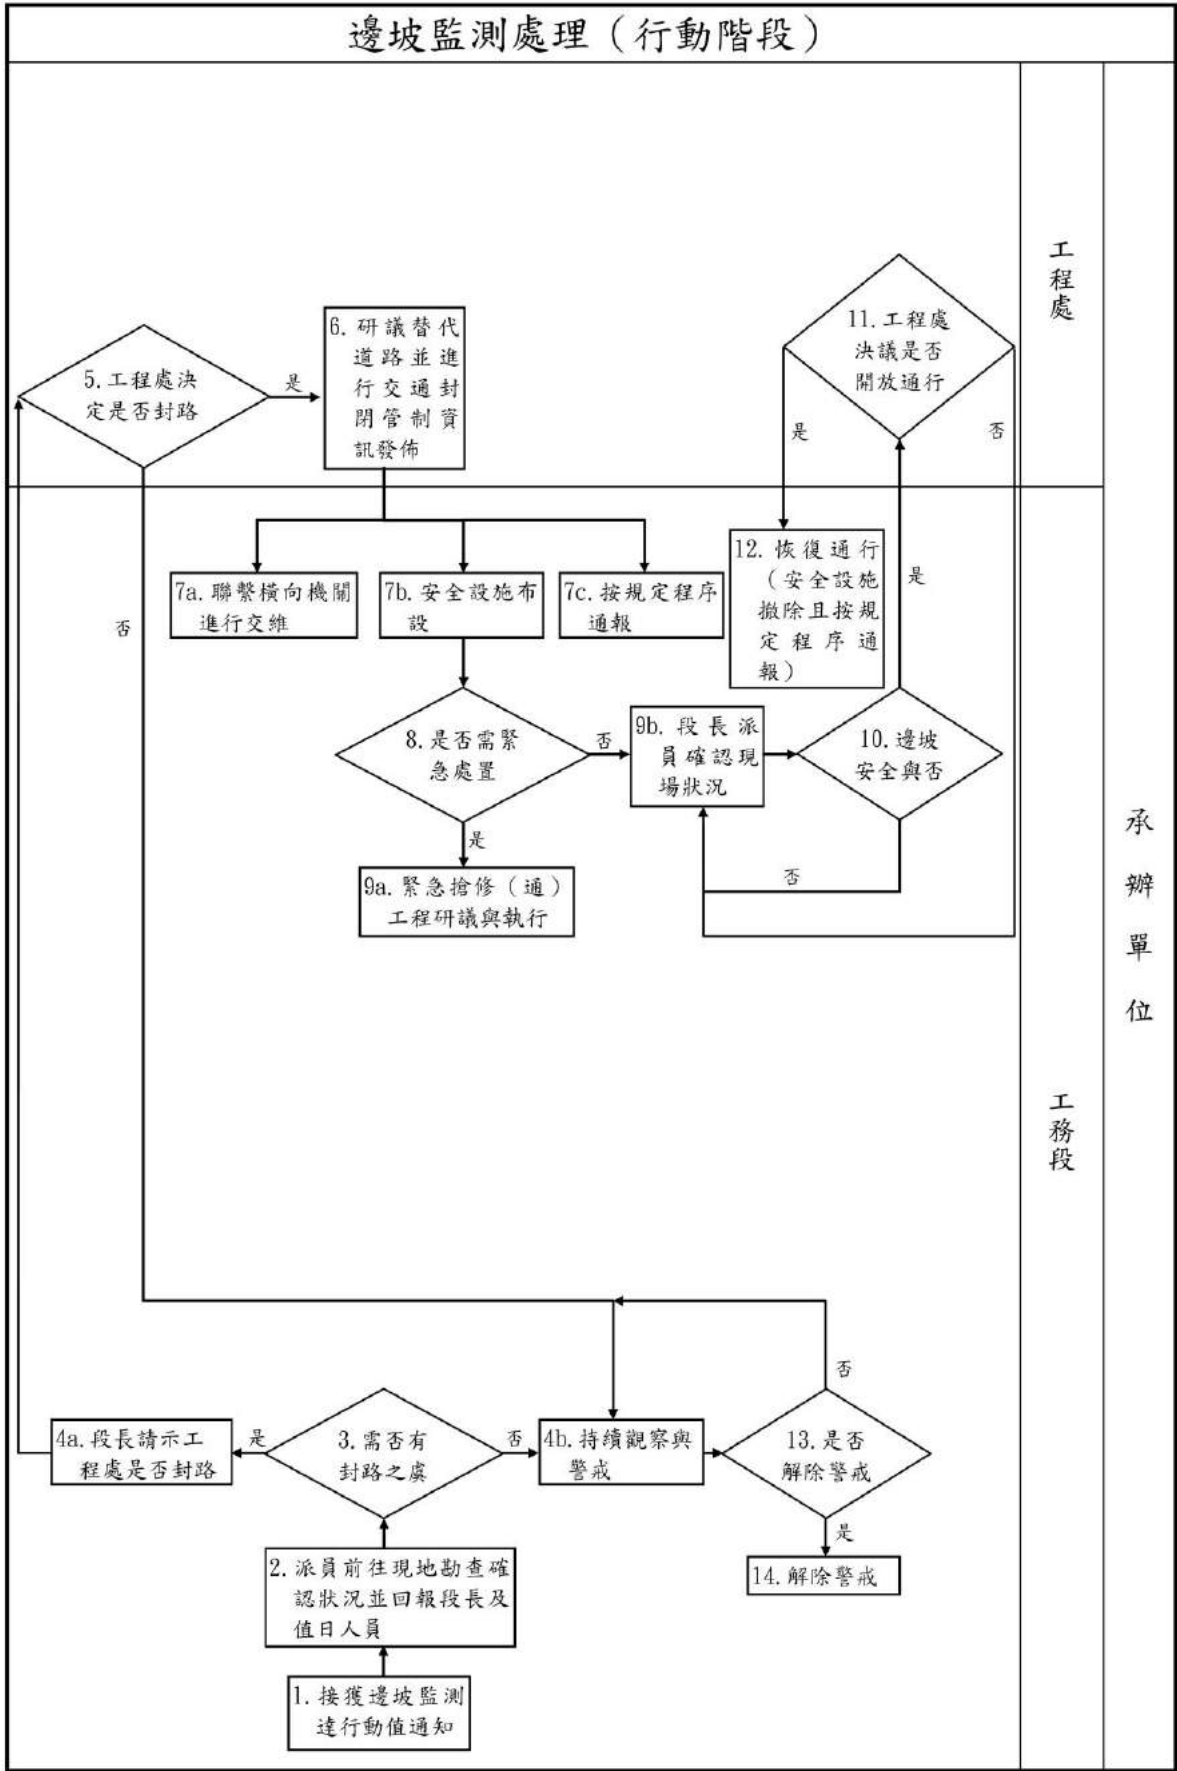 邊坡監測處理（行動階段）
工程處
11.工程處
決議是否
開放通行
6.研議替代
道路並進
行交通封
閉管制資
訊發佈
5.工程處決
定是否封路
是
是
否
12.恢復通行
（安全設施
撤除且按規
定程序通
報）
是
7a.聯繫橫向機關
進行交維
7b.安全設施布
設
7c.按規定程序
通報
否
8.是否需緊
急處置
否
9b.段長派
員確認現
場狀況
10.邊坡
安全與否
是
否
9a.緊急搶修（通）
工程研議與執行
承辦單位
工務段
否
4a.段長請示工
程處是否封路
是
3.需否有
封路之虞
否
4b.持續觀察與
警戒
13.是否
解除警戒
是
14.解除警戒
2.派員前往現地勘查確
認狀況並回報段長及
值日人員
1.接獲邊坡監測
達行動值通知